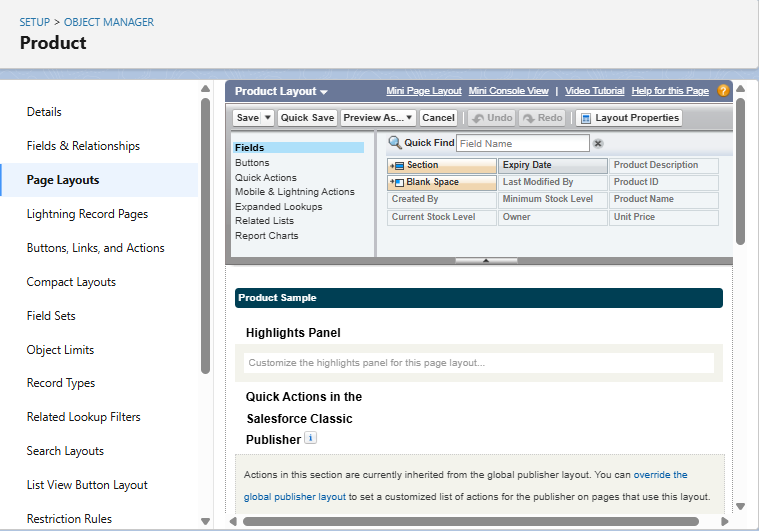 SETUP > OBJECT MANAGER
Product
Details
Fields & Relationships
Page Layouts
Lightning Record Pages
Buttons, Links, and Actions
Compact Layouts
Field Sets
Object Limits
Record Types
Related Lookup Filters
Search Layouts
List View Button Layout
Restriction Rules
Product Layout
Mini Page Layout Mini Console View | Video Tutorial Help for this Page ?
Save Quick Save Preview As... Cancel Undo Redo Layout Properties
Fields
Buttons
Quick Actions
Mobile & Lightning Actions
Expanded Lookups
Related Lists
Report Charts
Quick Find Field Name
Section Expiry Date Product Description
Blank Space Last Modified By Product ID
Created By Minimum Stock Level Product Name
Current Stock Level Owner Unit Price
Product Sample
Highlights Panel
Customize the highlights panel for this page layout...
Quick Actions in the
Salesforce Classic
Publisher i
Actions in this section are currently inherited from the global publisher layout. You can override the
global publisher layout to set a customized list of actions for the publisher on pages that use this layout.